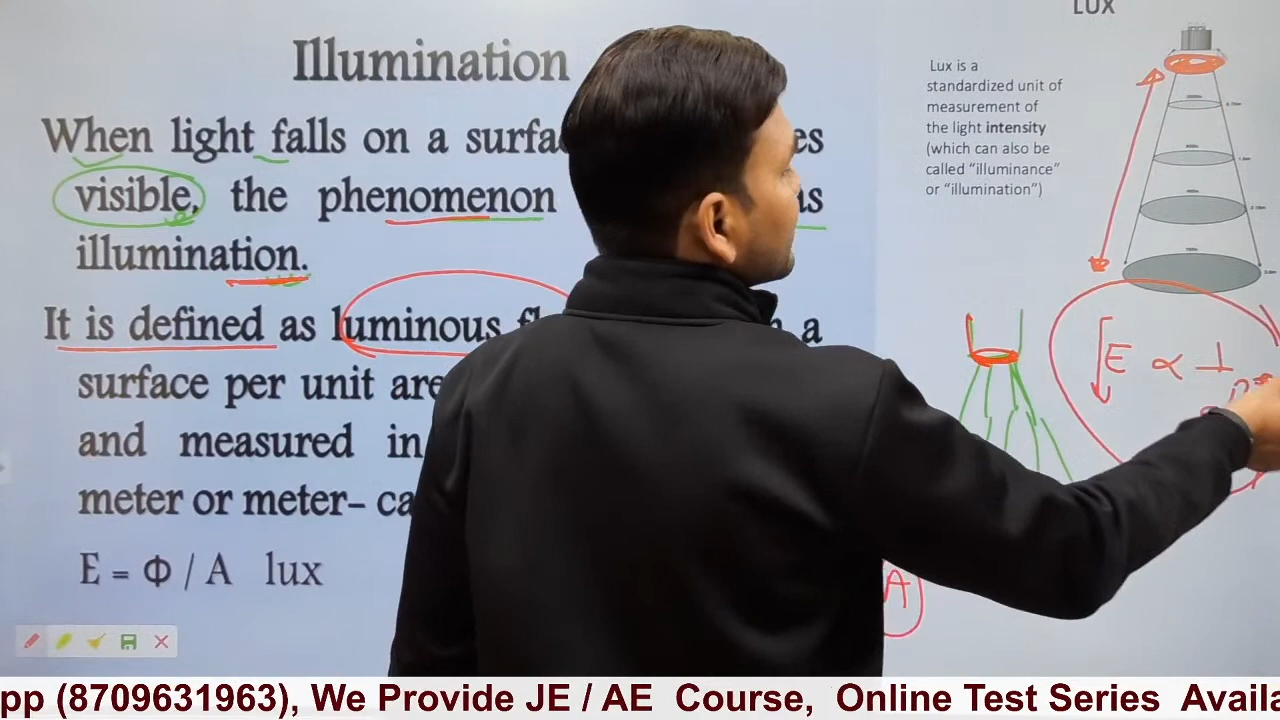 Illumination
When light falls on a es
visible, the phenomenon as
illumination.
It is defined as luminous a
surface per unit
and measured in
meter or meter-
E = Φ / A lux
LUX
Lux is a
standardized unit of
measurement of
the light intensity
(which can also be
called "illuminance"
or "illumination")
E ∝ 1
A)
pp (8709631963), We Provide JE / AE Course, Online Test Series Availa